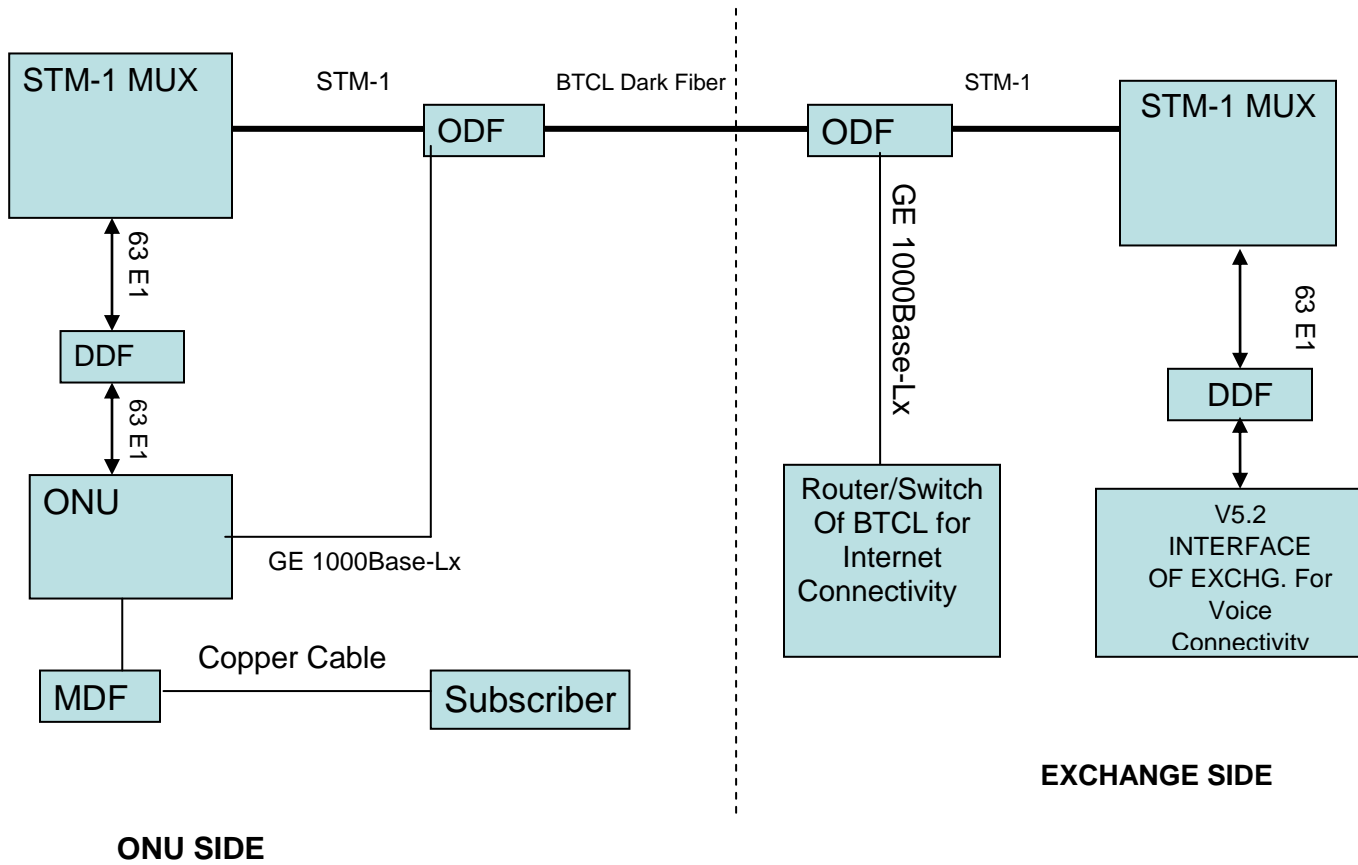 STM-1 MUX
STM-1
ODF
BTCL Dark Fiber
ODF
STM-1
STM-1 MUX
63 E1
DDF
63 E1
ONU
GE 1000Base-Lx
MDF
Copper Cable
Subscriber
GE 1000Base-Lx
Router/Switch
Of BTCL for
Internet
Connectivity
63 E1
DDF
V5.2
INTERFACE
OF EXCHG. For
Voice
Connectivity
EXCHANGE SIDE
ONU SIDE